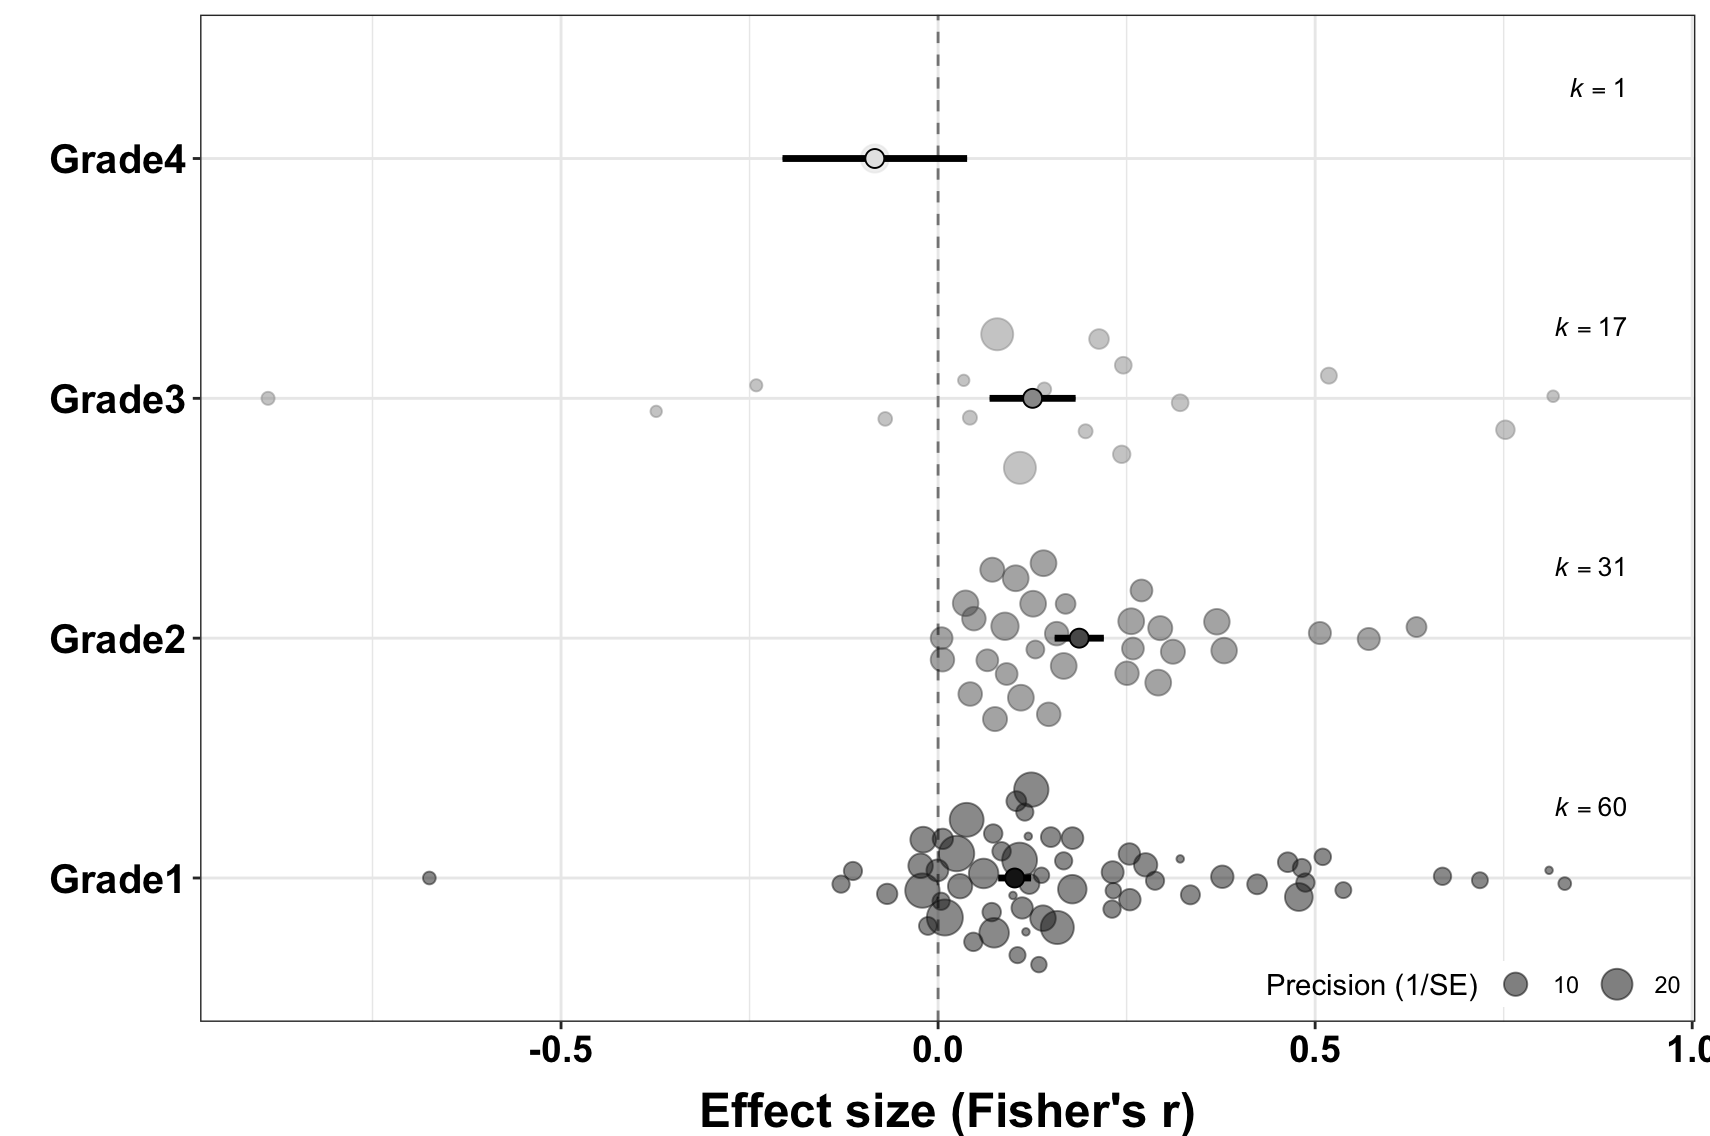 k = 1
Grade4
k = 17
Grade3
k = 31
Grade2
k = 60
Grade1
Precision (1/SE) 10 20
-0.5 0.0 0.5 1.0
Effect size (Fisher's r)